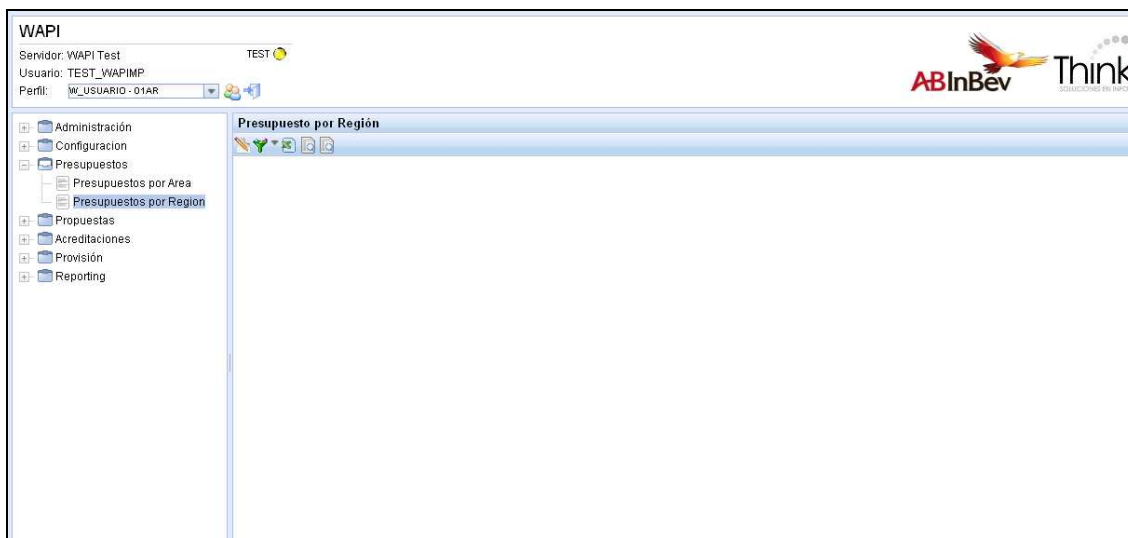 WAPI
Servidor: WAPI Test
TEST
Usuario: TEST_WAPIMP
Perfil: W_USUARIO - 01AR
ABInBev
Think
Administración
Configuracion
Presupuestos
Presupuestos por Area
Presupuestos por Region
Propuestas
Acreditaciones
Provisión
Reporting
Presupuesto por Región